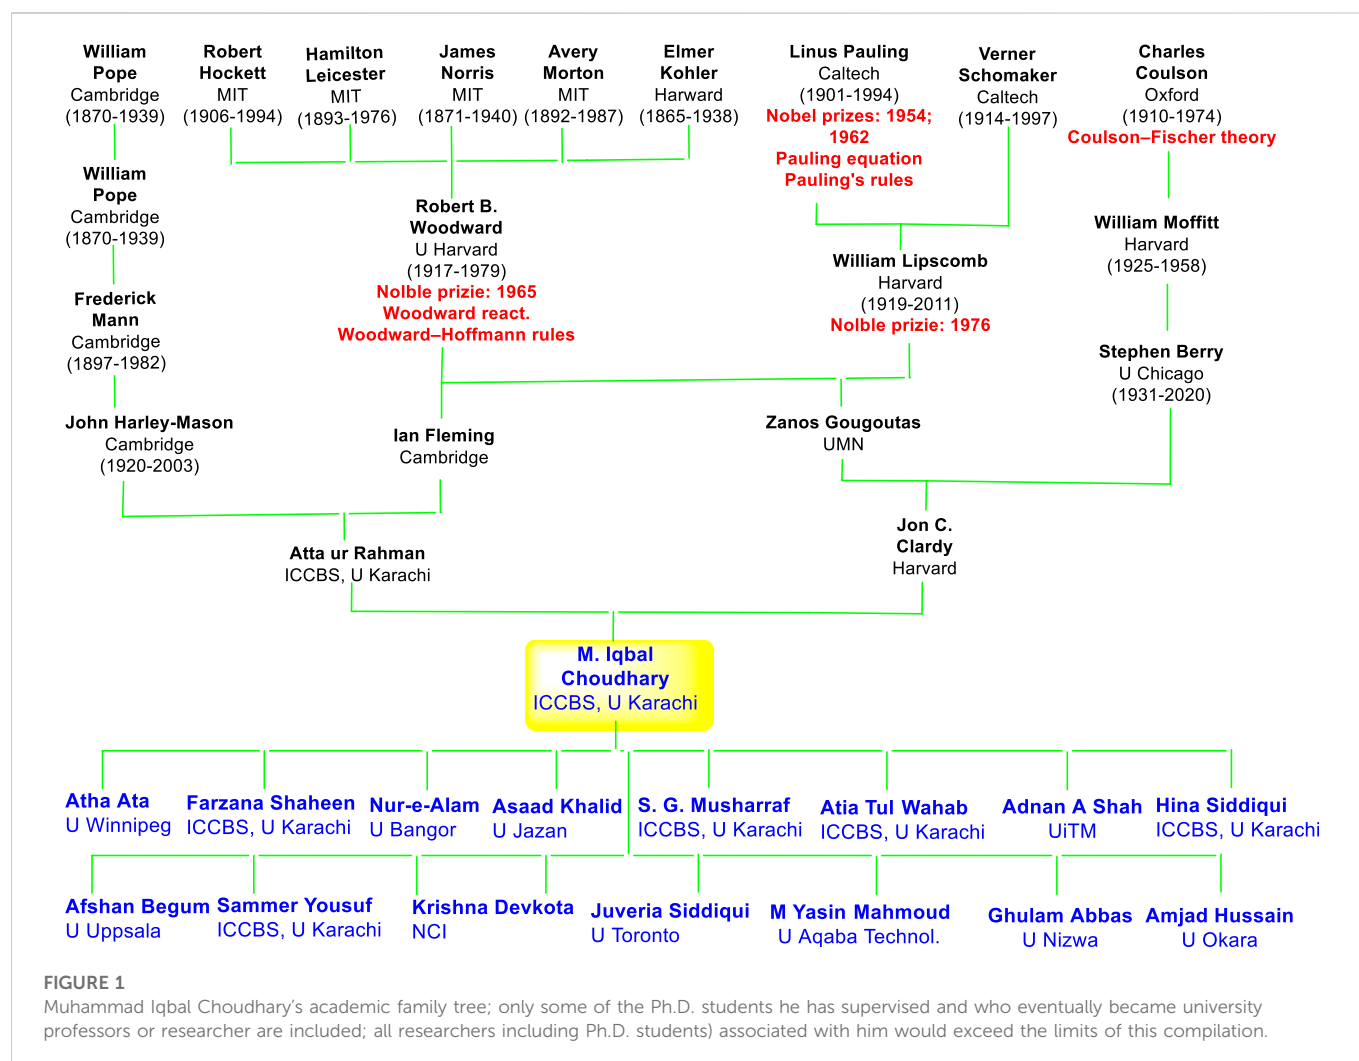 William
Pope
Cambridge
(1870-1939)
Robert
Hockett
MIT
(1906-1994)
Hamilton
Leicester
MIT
(1893-1976)
James
Norris
MIT
(1871-1940)
Avery
Morton
MIT
(1892-1987)
Elmer
Kohler
Harward
(1865-1938)
Linus Pauling
Caltech
(1901-1994)
Nobel prizes: 1954;
1962
Pauling equation
Pauling's rules
Verner
Schomaker
Caltech
(1914-1997)
Charles
Coulson
Oxford
(1910-1974)
Coulson–Fischer theory
William
Pope
Cambridge
(1870-1939)
Robert B.
Woodward
U Harvard
(1917-1979)
Nolble prizie: 1965
Woodward react.
Woodward–Hoffmann rules
William Lipscomb
Harvard
(1919-2011)
Nolble prizie: 1976
William Moffitt
Harvard
(1925-1958)
Frederick
Mann
Cambridge
(1897-1982)
Stephen Berry
U Chicago
(1931-2020)
John Harley-Mason
Cambridge
(1920-2003)
Ian Fleming
Cambridge
Zanos Gougoutas
UMN
Atta ur Rahman
ICCBS, U Karachi
Jon C.
Clardy
Harvard
M. Iqbal
Choudhary
ICCBS, U Karachi
Atha Ata
U Winnipeg
Farzana Shaheen
ICCBS, U Karachi
Nur-e-Alam
U Bangor
Asaad Khalid
U Jazan
S. G. Musharraf
ICCBS, U Karachi
Atia Tul Wahab
ICCBS, U Karachi
Adnan A Shah
UiTM
Hina Siddiqui
ICCBS, U Karachi
Afshan Begum
U Uppsala
Sammer Yousuf
ICCBS, U Karachi
Krishna Devkota
NCI
Juveria Siddiqui
U Toronto
M Yasin Mahmoud
U Aqaba Technol.
Ghulam Abbas
U Nizwa
Amjad Hussain
U Okara
FIGURE 1
Muhammad Iqbal Choudhary's academic family tree; only some of the Ph.D. students he has supervised and who eventually became university
professors or researcher are included; all researchers including Ph.D. students) associated with him would exceed the limits of this compilation.